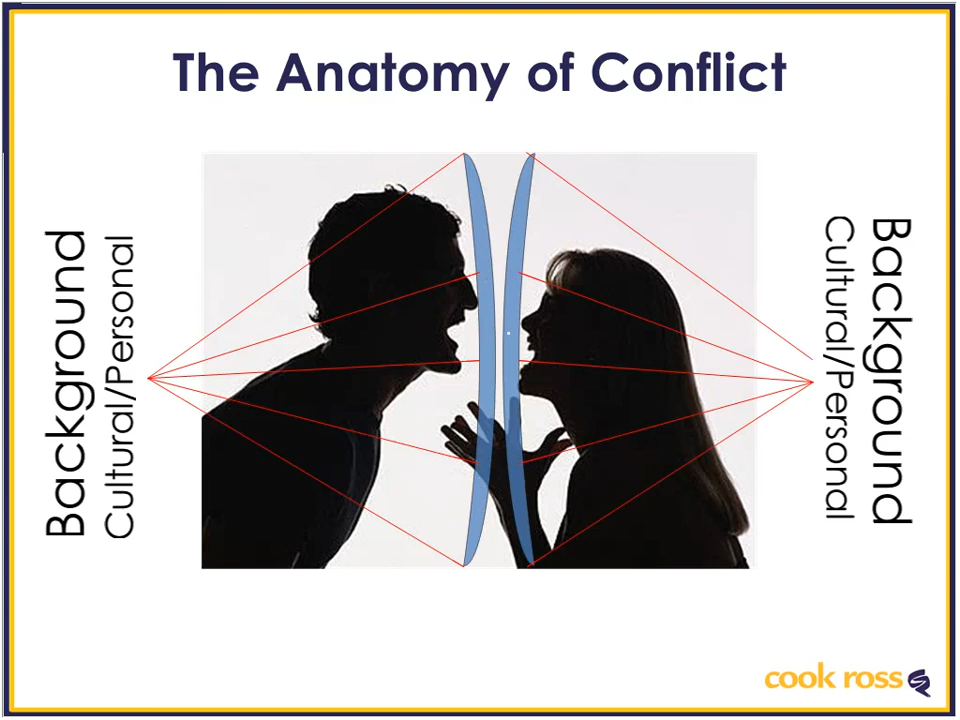 The Anatomy of Conflict
Background
Cultural/Personal
Background
Cultural/Personal
cook ross